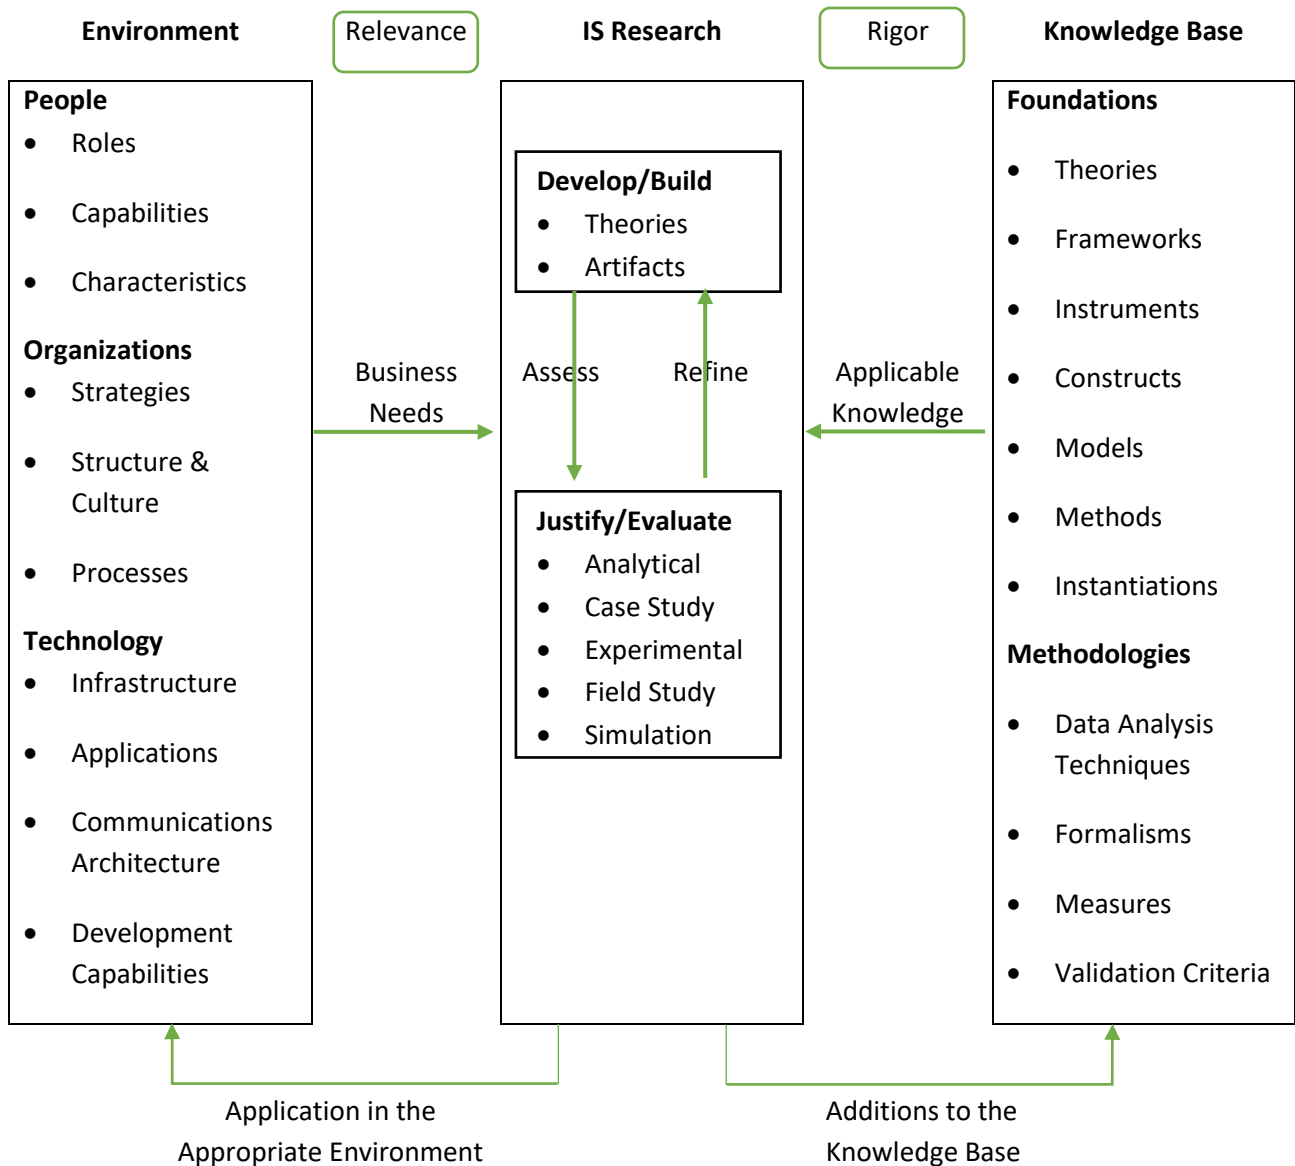 Environment
Relevance
IS Research
Rigor
Knowledge Base
People
• Roles
• Capabilities
• Characteristics
Organizations
• Strategies
• Structure &
Culture
• Processes
Technology
• Infrastructure
• Applications
• Communications
Architecture
• Development
Capabilities
Business
Needs
Develop/Build
• Theories
• Artifacts
Assess
Refine
Justify/Evaluate
• Analytical
• Case Study
• Experimental
• Field Study
• Simulation
Applicable
Knowledge
Foundations
• Theories
• Frameworks
• Instruments
• Constructs
• Models
• Methods
• Instantiations
Methodologies
• Data Analysis
Techniques
• Formalisms
• Measures
• Validation Criteria
Application in the
Appropriate Environment
Additions to the
Knowledge Base